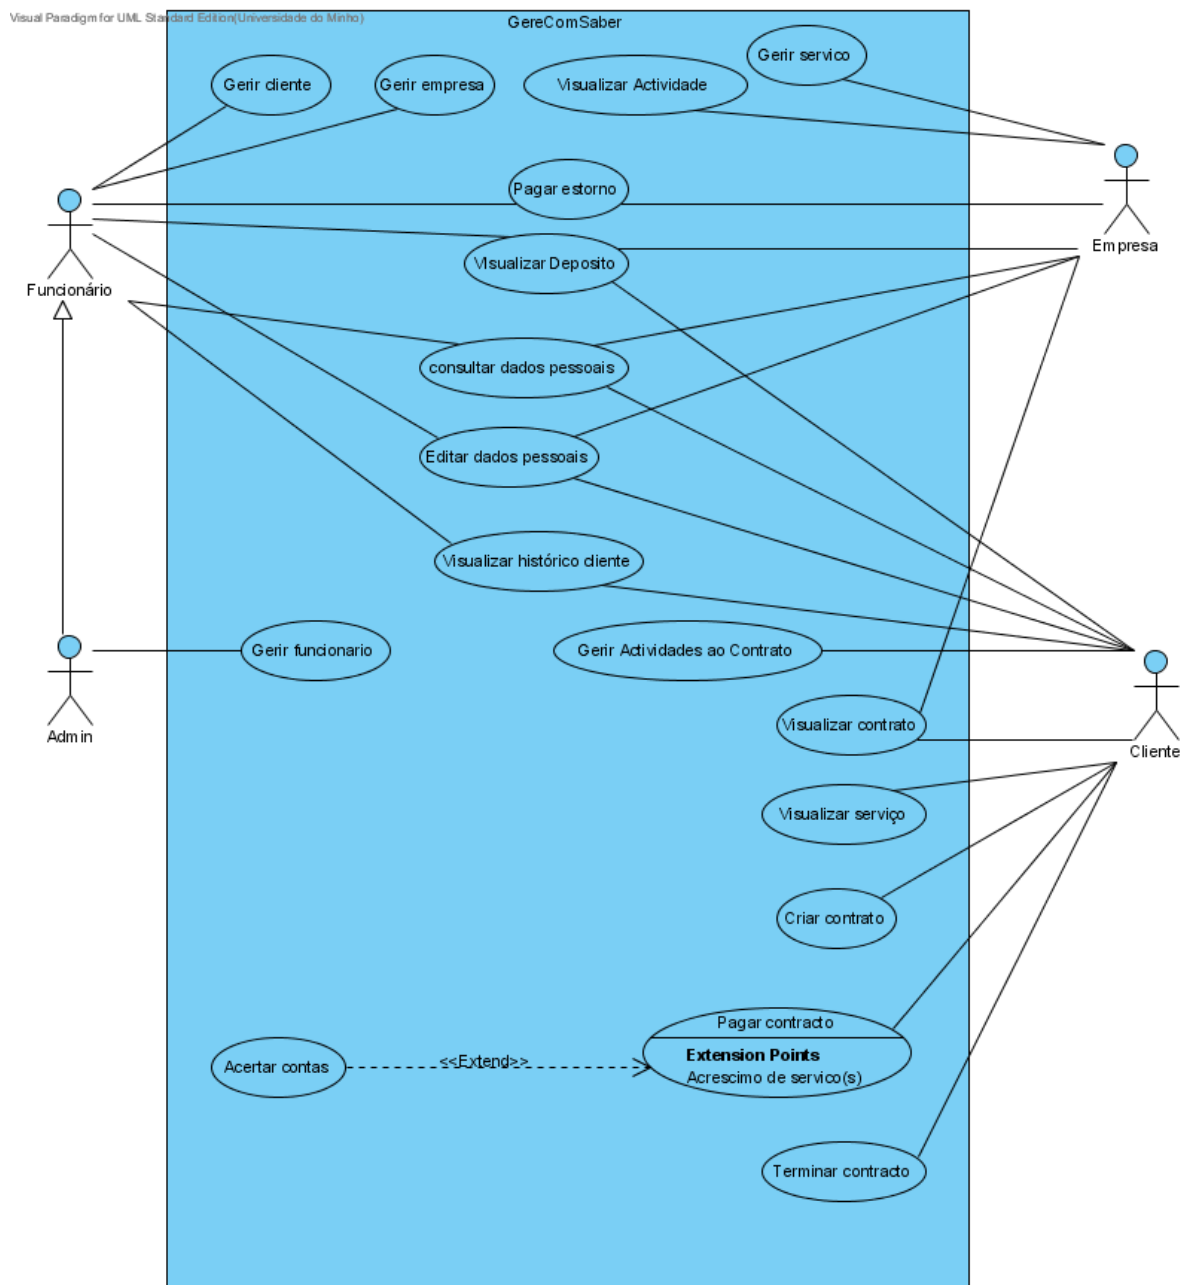 Visual Paradigm for UML Standard Edition(Universidade do Minho)
GereComSaber
Gerir servico
Gerir cliente
Gerir empresa
Visualizar Actividade
Pagar estorno
Empresa
Visualizar Deposito
Funcionário
consultar dados pessoais
Editar dados pessoais
Visualizar histórico cliente
Gerir funcionario
Gerir Actividades ao Contrato
Visualizar contrato
Admin
Cliente
Visualizar serviço
Criar contrato
Pagar contracto
Extension Points
Acrescimo de servico(s)
<<Extend>>
Acertar contas
Terminar contracto